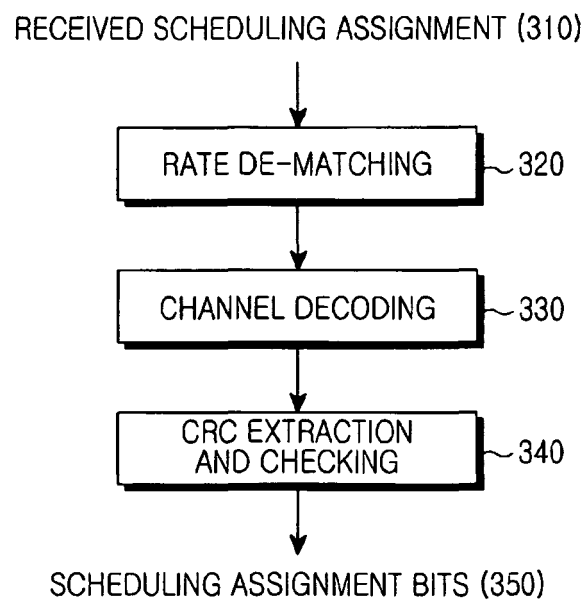 RECEIVED SCHEDULING ASSIGNMENT (310)
RATE DE-MATCHING
320
CHANNEL DECODING
330
CRC EXTRACTION
AND CHECKING
340
SCHEDULING ASSIGNMENT BITS (350)